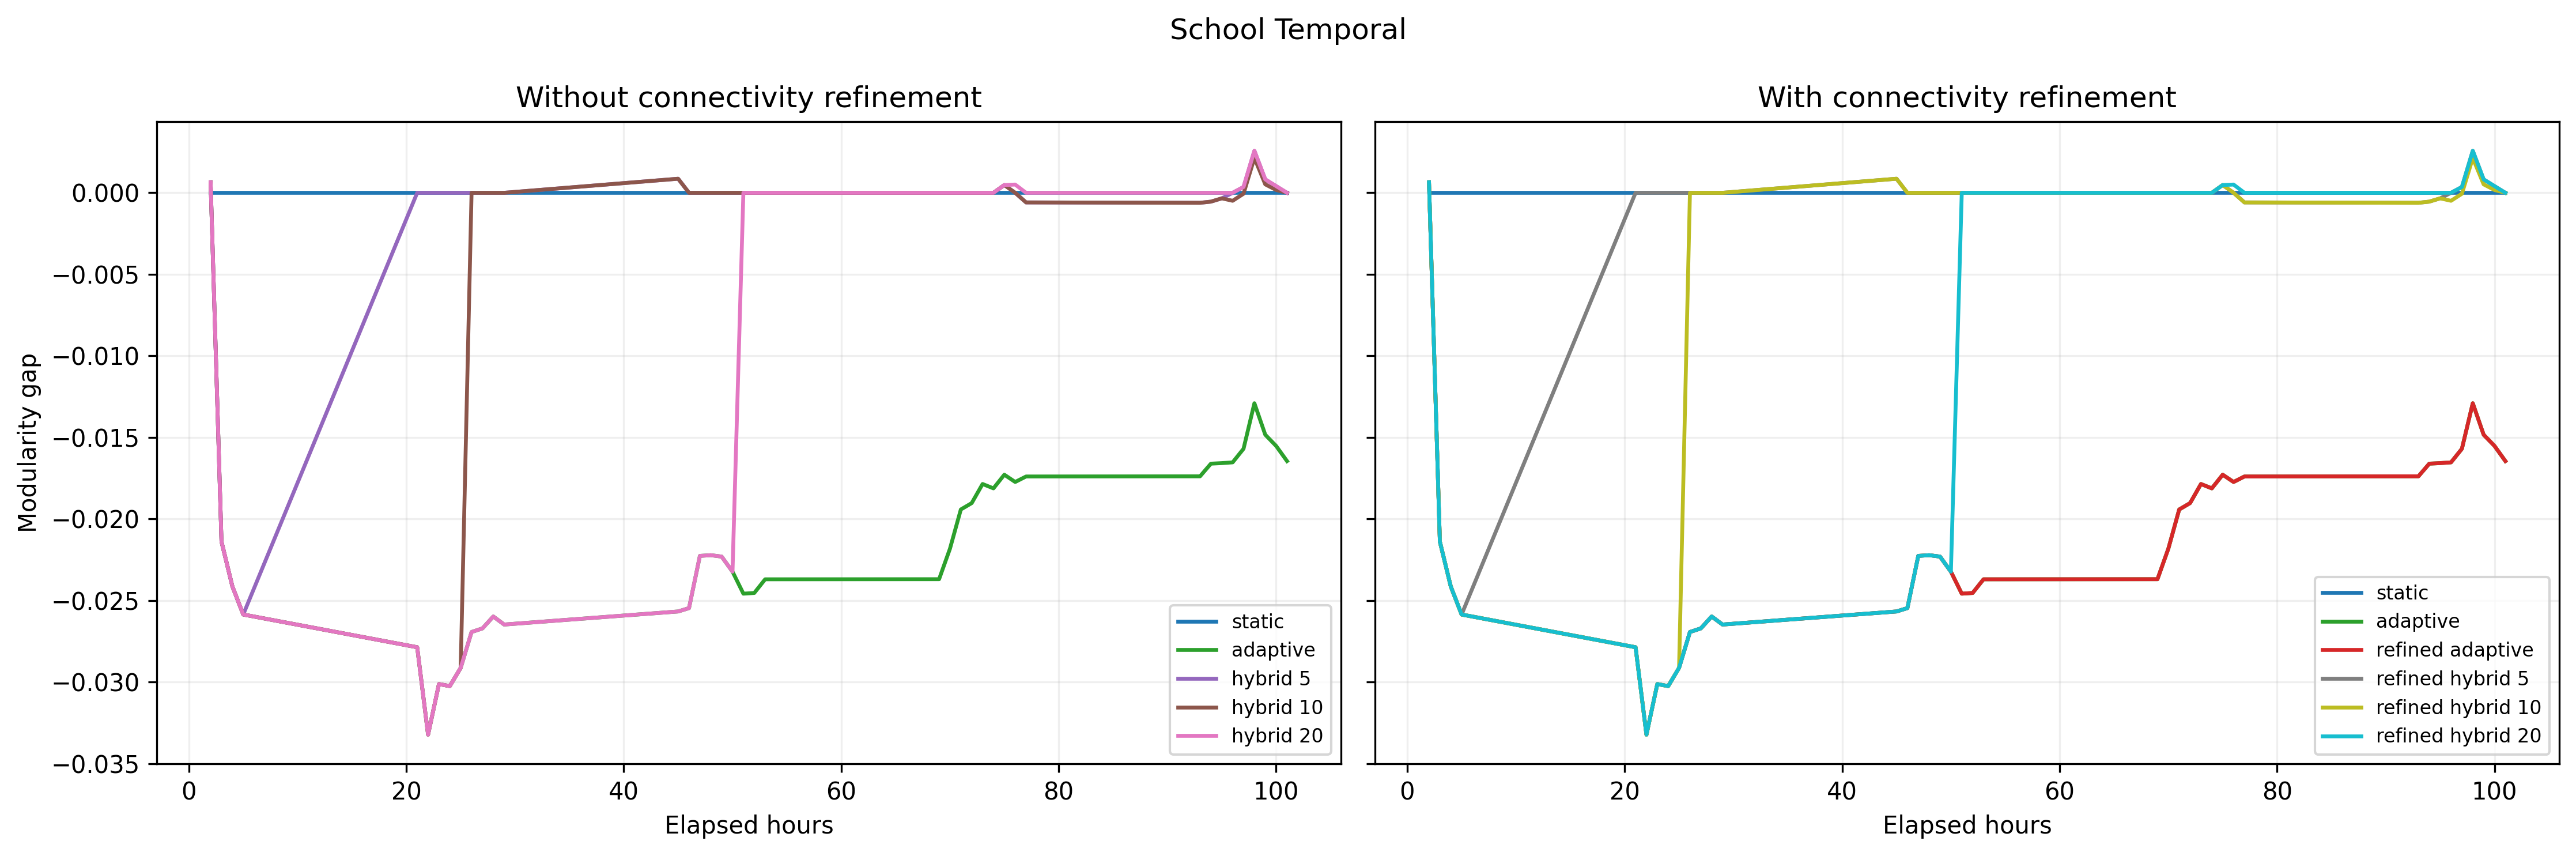 School Temporal
Without connectivity refinement
With connectivity refinement
Modularity gap
0.000
−0.005
−0.010
−0.015
−0.020
−0.025
−0.030
−0.035
static
adaptive
hybrid 5
hybrid 10
hybrid 20
0 20 40 60 80 100
Elapsed hours
static
adaptive
refined adaptive
refined hybrid 5
refined hybrid 10
refined hybrid 20
0 20 40 60 80 100
Elapsed hours